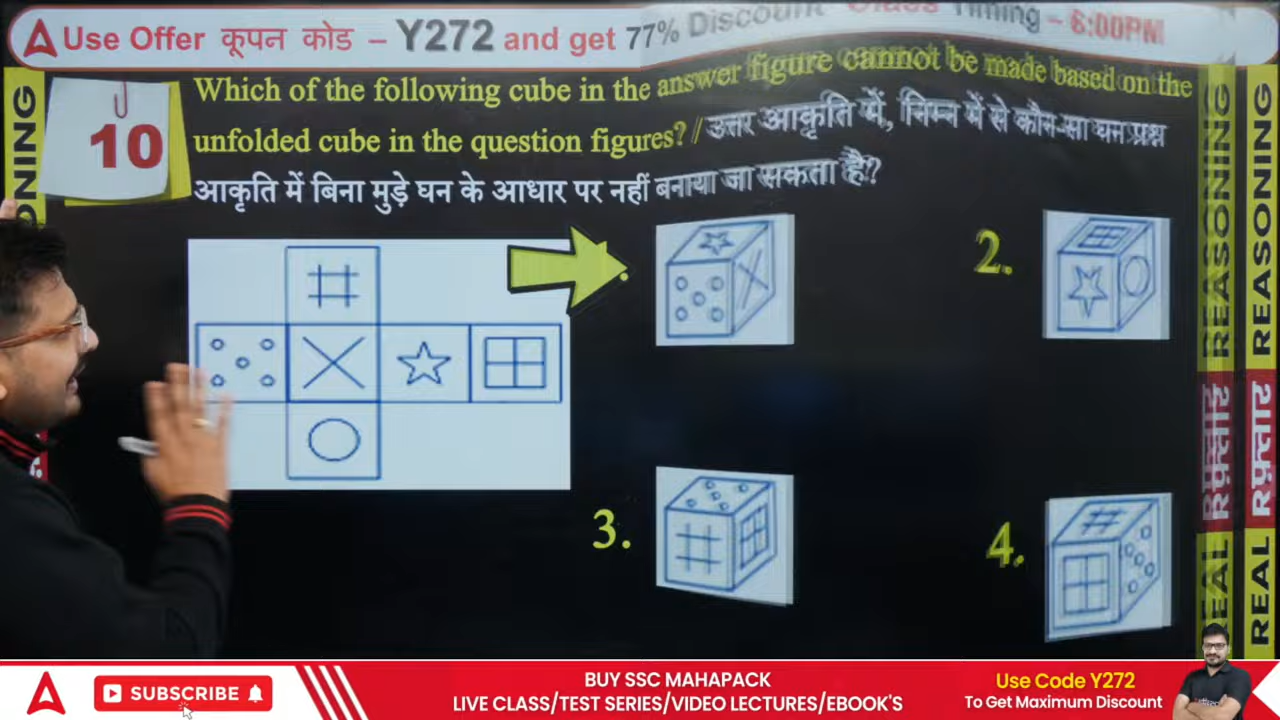 Use Offer कूपन कोड – Y272 and get 77% Discount Class Timing – 6:00PM
10
Which of the following cube in the answer figure cannot be made based on the
unfolded cube in the question figures? / उत्तर आकृति में, निम्न में से कौन-सा घन प्रश्न
आकृति में बिना मुड़े घन के आधार पर नहीं बनाया जा सकता है?
2.
3.
4.
REASONING
REASONING
रफ़्तार
रफ़्तार
REAL
SUBSCRIBE
BUY SSC MAHAPACK
LIVE CLASS/TEST SERIES/VIDEO LECTURES/EBOOK'S
Use Code Y272
To Get Maximum Discount